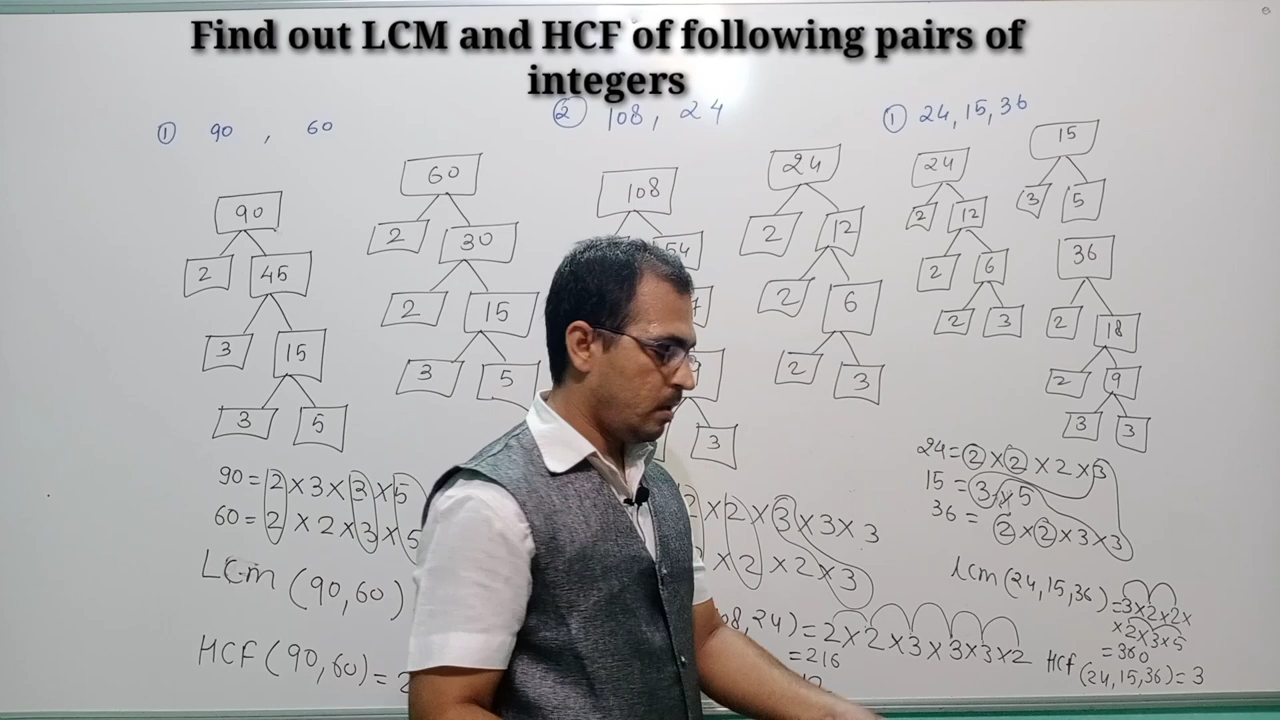 Find out LCM and HCF of following pairs of
integers
① 90 , 60
② 108, 24
① 24, 15, 36
90
2 45
3 15
3 5
60
2 30
2 15
3 5
108
54
3
24
2 12
2 6
2 3
24
2 12
2 6
2 3
15
3 5
36
2 18
2 9
3 3
90 = 2 × 3 × 3 × 5
60 = 2 × 2 × 3 × 5
LCM (90,60)
HCF (90,60) =
2 × 2 × 3 × 3 × 3
× 2 × 2 × 3
08, 24) = 2 × 2 × 3 × 3 × 3 × 2
= 216
24 = 2 × 2 × 2 × 3
15 = 3 × 5
36 = 2 × 2 × 3 × 3
LCM (24, 15, 36) = 3 × 2 × 2 ×
× 2 × 3 × 5
= 360
HCF (24, 15, 36) = 3